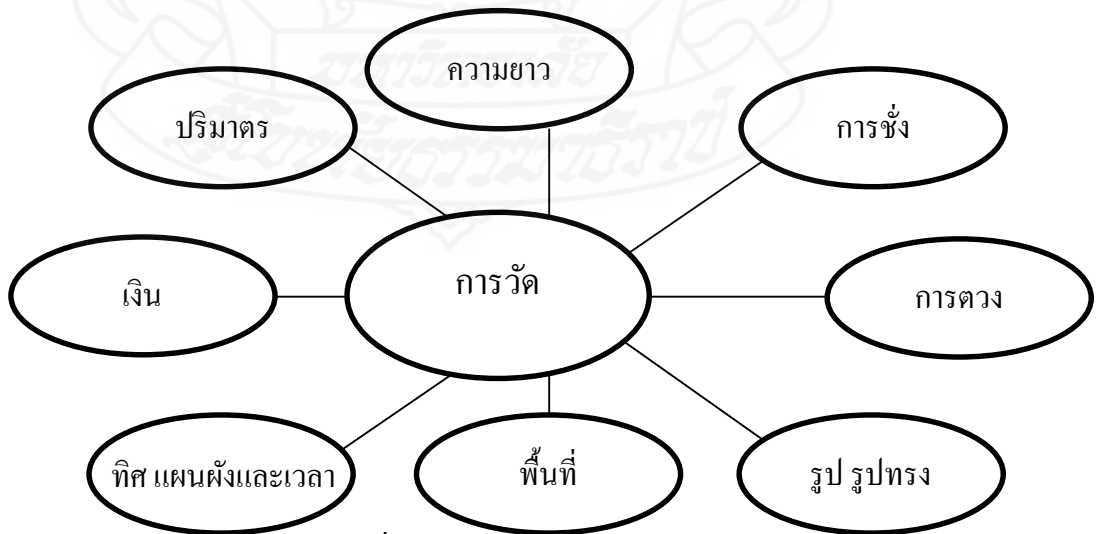 ความยาว
ปริมาตร
การชั่ง
การวัด
เงิน
การตวง
ทิศ แผนผังและเวลา
พื้นที่
รูป รูปทรง